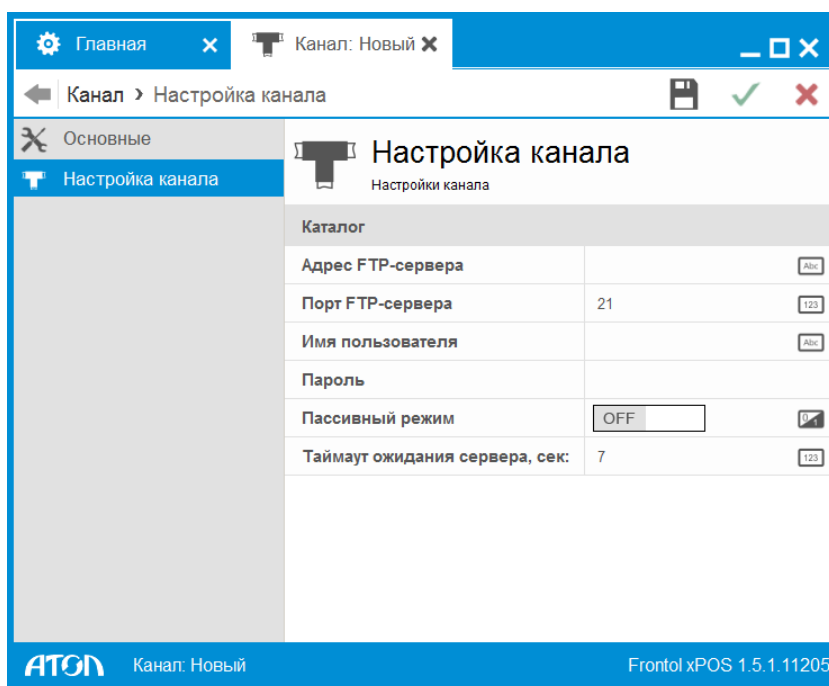 Главная
Канал: Новый
Канал > Настройка канала
Основные
Настройка канала
Настройка канала
Настройки канала
Каталог
Адрес FTP-сервера Abc
Порт FTP-сервера 21 123
Имя пользователя Abc
Пароль
Пассивный режим OFF 0/1
Таймаут ожидания сервера, сек: 7 123
АТОЛ Канал: Новый Frontol xPOS 1.5.1.11205